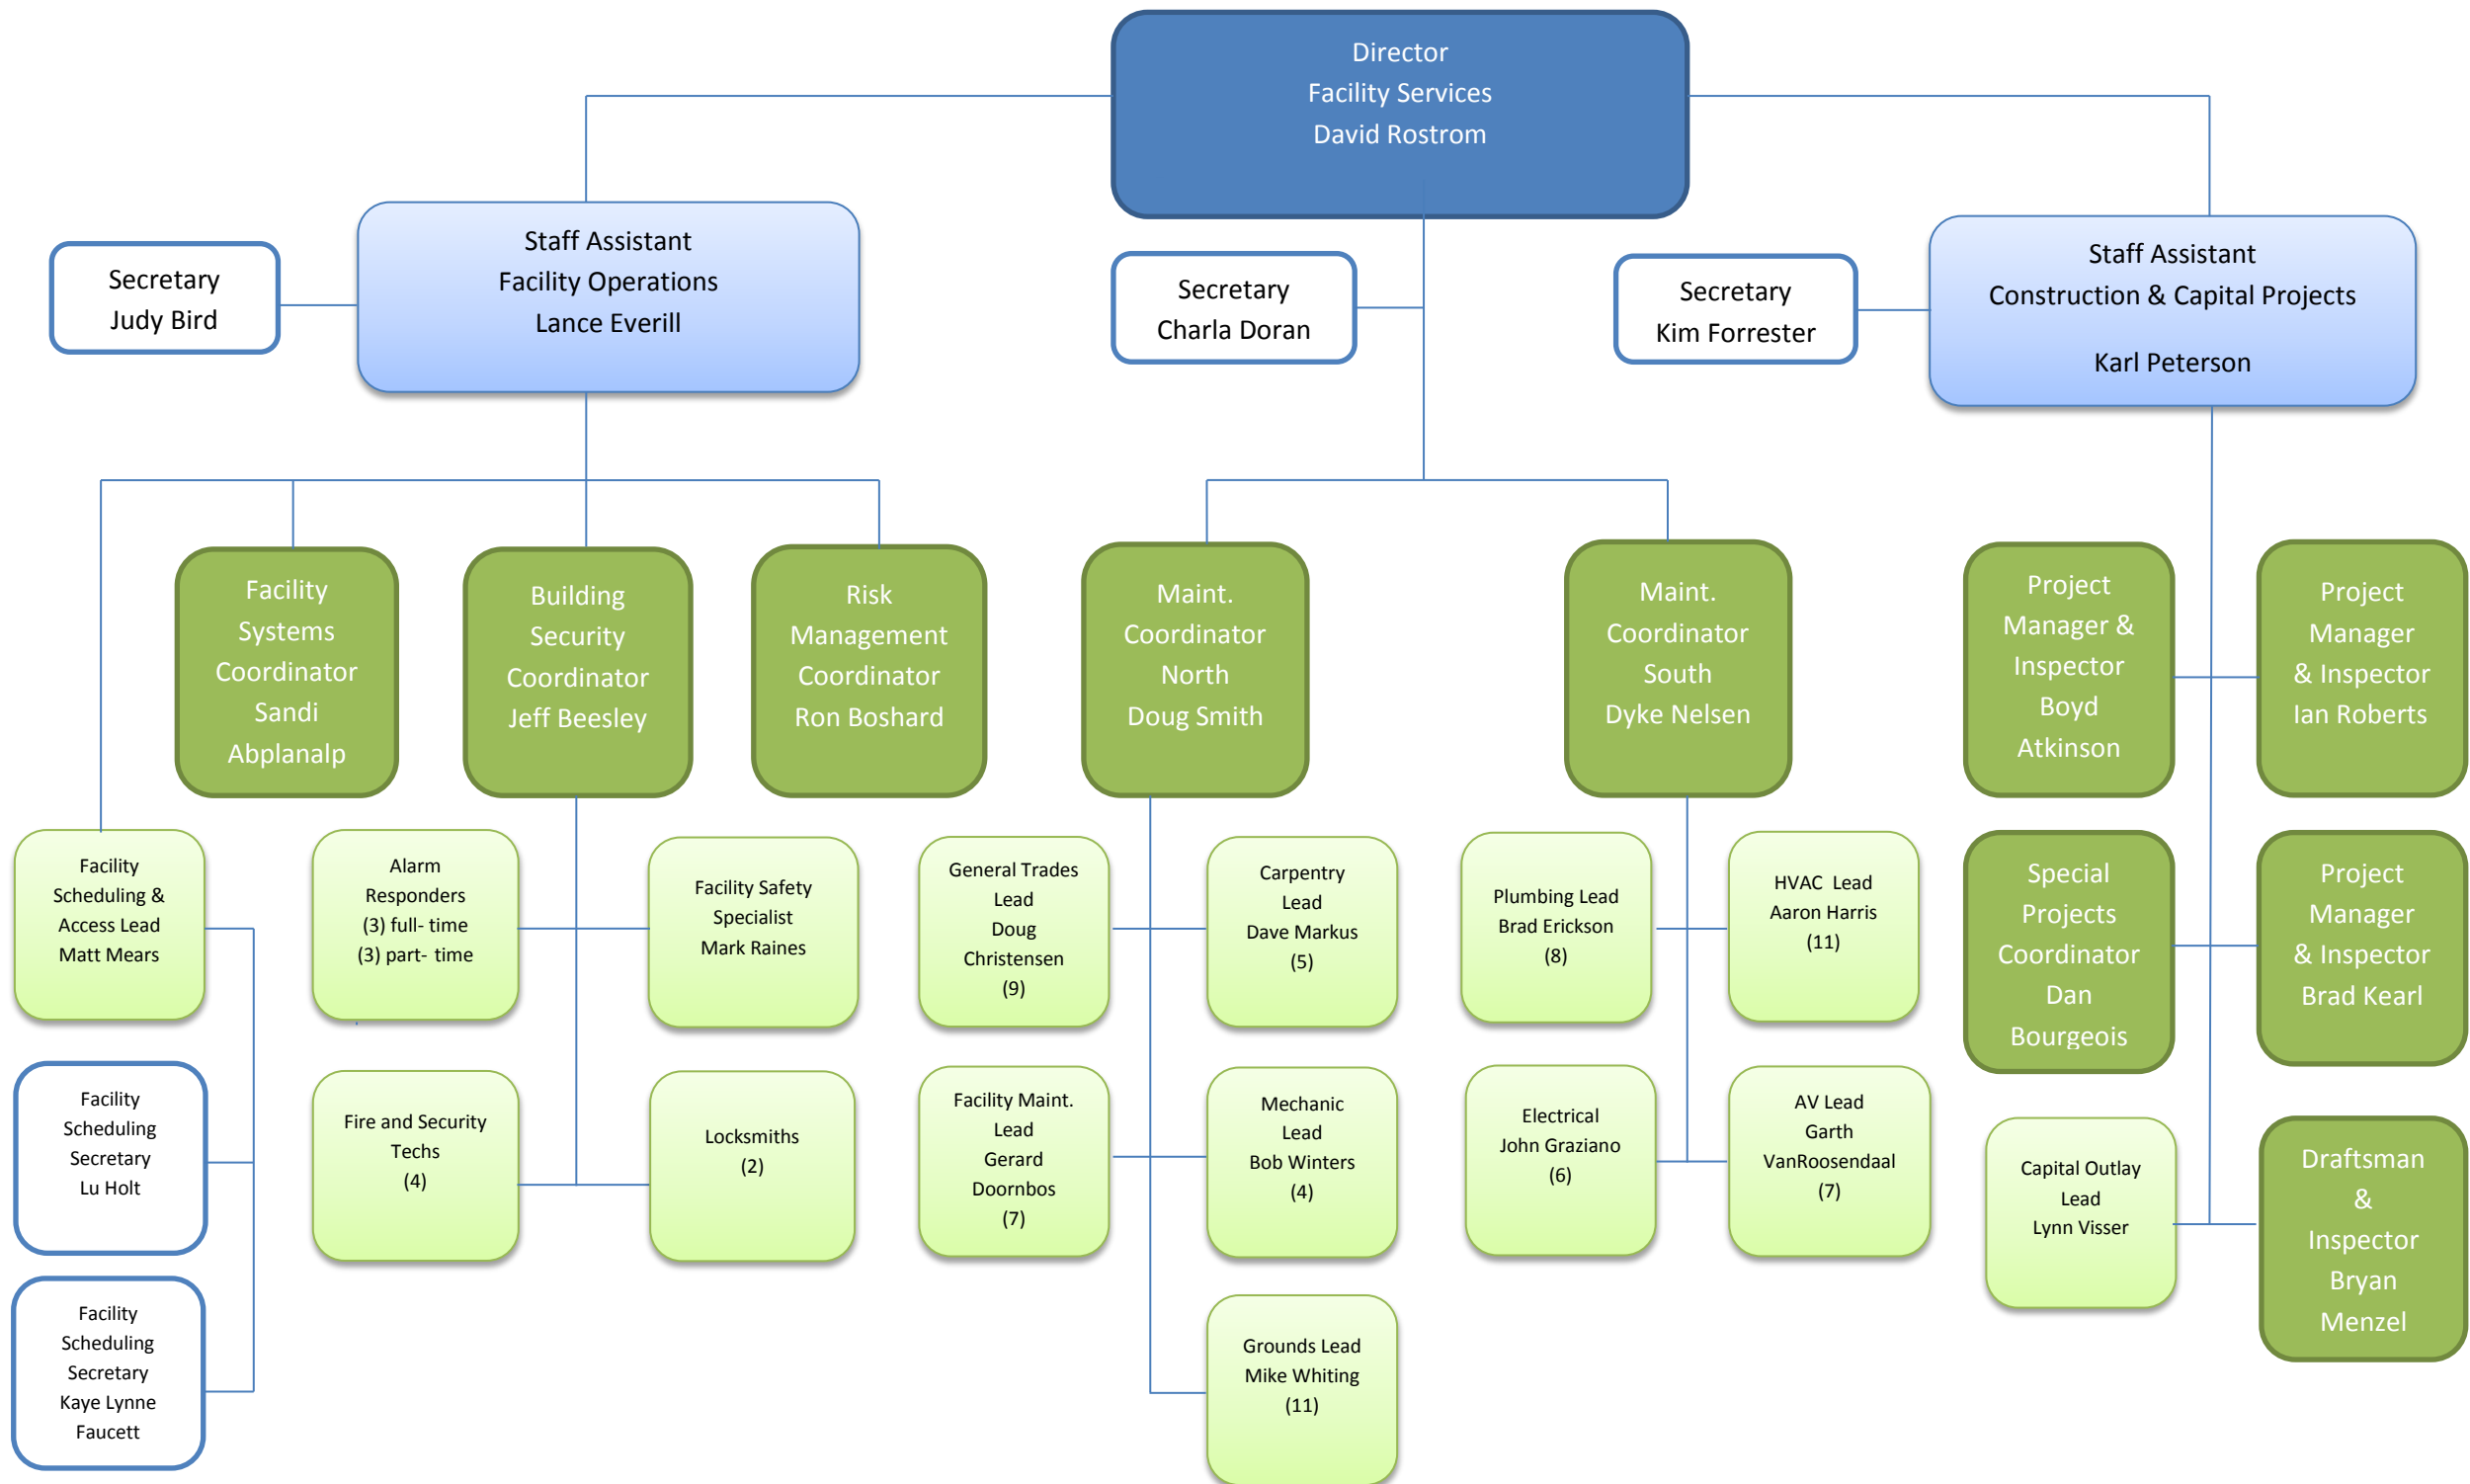 Director
Facility Services
David Rostrom
Secretary
Judy Bird
Staff Assistant
Facility Operations
Lance Everill
Secretary
Charla Doran
Secretary
Kim Forrester
Staff Assistant
Construction & Capital Projects
Karl Peterson
Facility
Systems
Coordinator
Sandi
Abplanalp
Building
Security
Coordinator
Jeff Beesley
Risk
Management
Coordinator
Ron Boshard
Maint.
Coordinator
North
Doug Smith
Maint.
Coordinator
South
Dyke Nelsen
Project
Manager &
Inspector
Boyd
Atkinson
Project
Manager
& Inspector
Ian Roberts
Facility
Scheduling &
Access Lead
Matt Mears
Alarm
Responders
(3) full- time
(3) part- time
Facility Safety
Specialist
Mark Raines
General Trades
Lead
Doug
Christensen
(9)
Carpentry
Lead
Dave Markus
(5)
Plumbing Lead
Brad Erickson
(8)
HVAC  Lead
Aaron Harris
(11)
Special
Projects
Coordinator
Dan
Bourgeois
Project
Manager
& Inspector
Brad Kearl
Facility
Scheduling
Secretary
Lu Holt
Fire and Security
Techs
(4)
Locksmiths
(2)
Facility Maint.
Lead
Gerard
Doornbos
(7)
Mechanic
Lead
Bob Winters
(4)
Electrical
John Graziano
(6)
AV Lead
Garth
VanRoosendaal
(7)
Capital Outlay
Lead
Lynn Visser
Draftsman
&
Inspector
Bryan
Menzel
Facility
Scheduling
Secretary
Kaye Lynne
Faucett
Grounds Lead
Mike Whiting
(11)